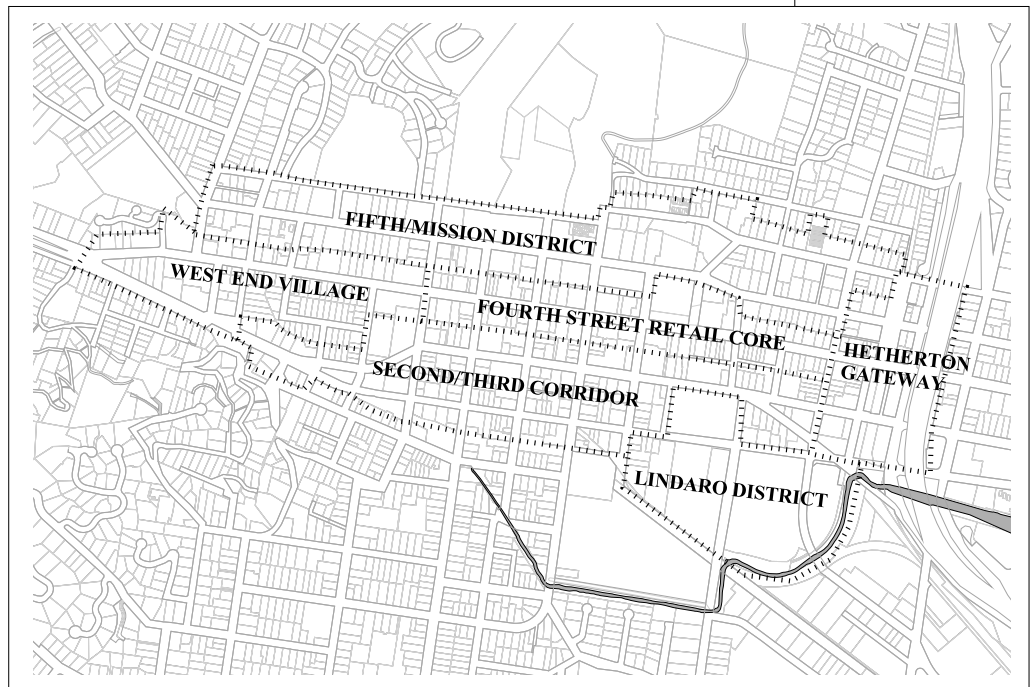 FIFTH/MISSION DISTRICT
WEST END VILLAGE
FOURTH STREET RETAIL CORE
HETHERTON
GATEWAY
SECOND/THIRD CORRIDOR
LINDARO DISTRICT